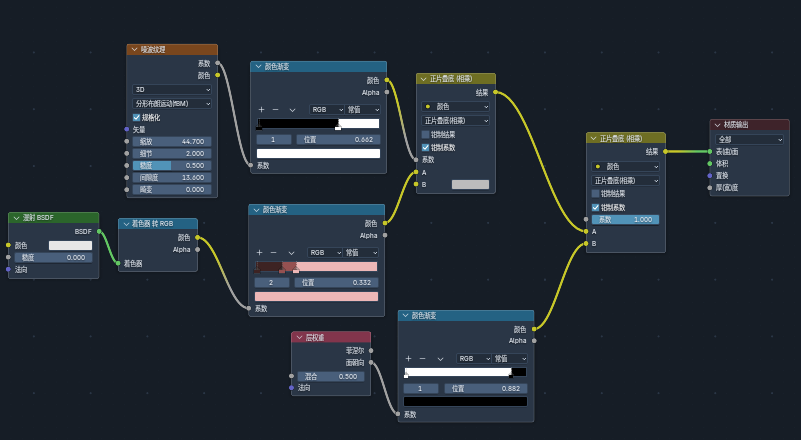 噪波纹理
系数
颜色
3D
分形布朗运动(fBM)
规格化
矢量
缩放 44.700
细节 2.000
糙度 0.500
间隙度 13.600
畸变 0.000
漫射 BSDF
BSDF
颜色
糙度 0.000
法向
着色器 转 RGB
颜色
Alpha
着色器
颜色渐变
颜色
Alpha
RGB 常值
1 位置 0.662
系数
颜色渐变
颜色
Alpha
RGB 常值
2 位置 0.332
系数
层权重
菲涅尔
面朝向
混合 0.500
法向
正片叠底 (相乘)
结果
颜色
正片叠底(相乘)
钳制结果
钳制系数
系数
A
B
颜色渐变
颜色
Alpha
RGB 常值
1 位置 0.882
系数
正片叠底 (相乘)
结果
颜色
正片叠底(相乘)
钳制结果
钳制系数
系数 1.000
A
B
材质输出
全部
表(曲)面
体积
置换
厚(宽)度